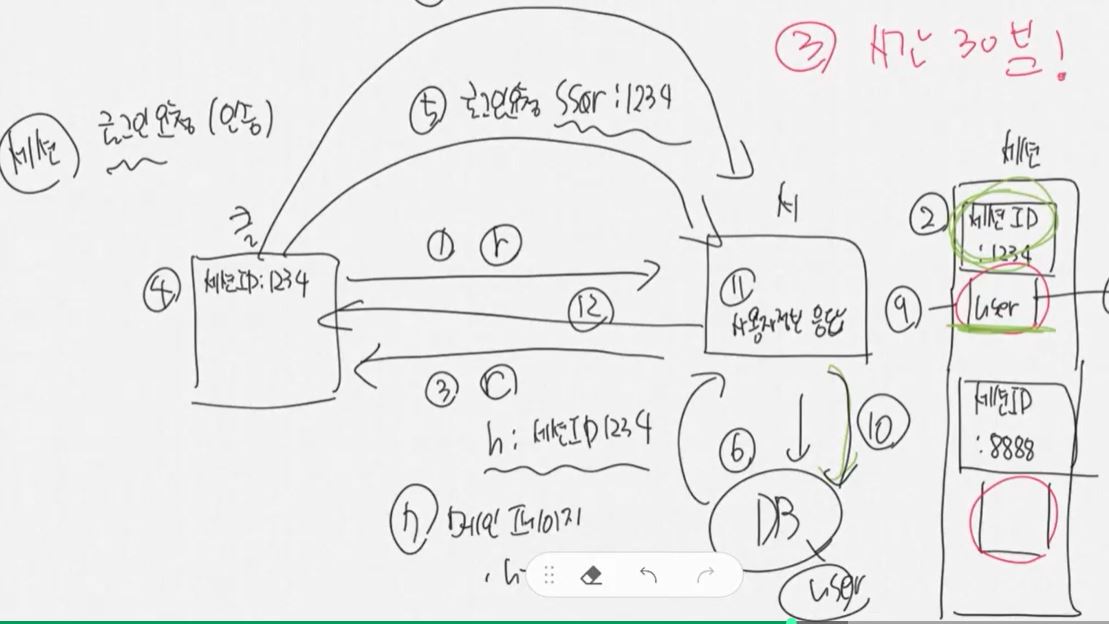 ③ 시간 30분!
세션 로그인요청 (인증)
⑤ 로그인요청 ssar : 1234
세션
서
② 세션ID
: 1234
④ 세션ID: 1234
① r
⑨ user
⑪
사용자정보 응답
⑫
③ r
세션ID
: 8888
h : 세션ID 1234
⑥
⑩
⑦ 메인 페이지
DB
user